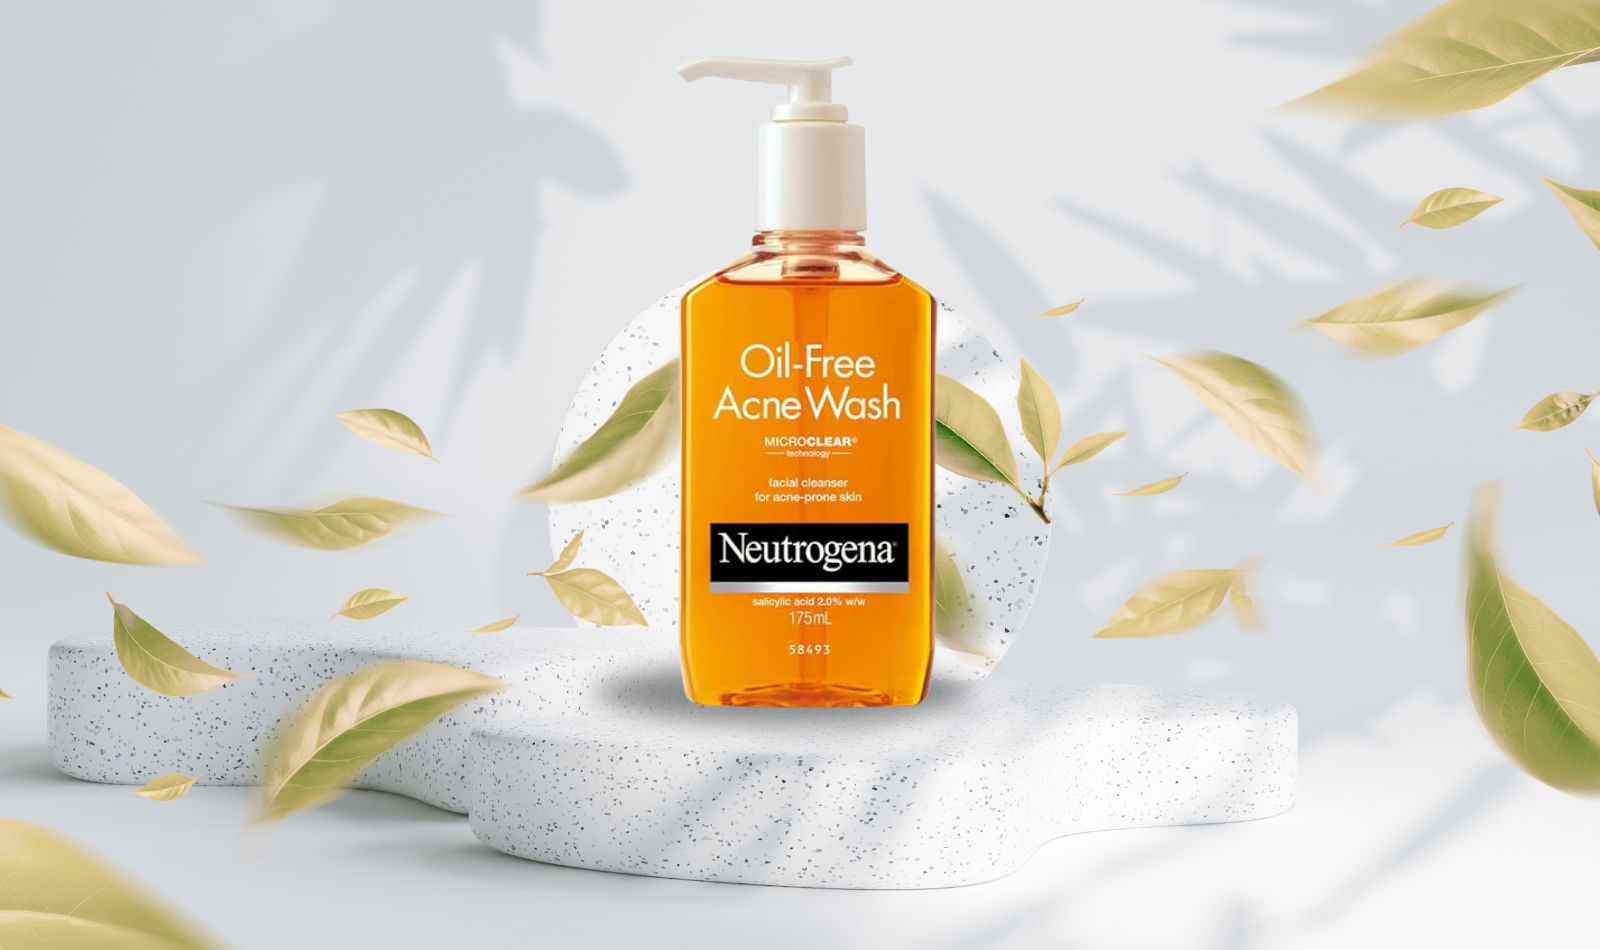 Oil-Free
Acne Wash
MICROCLEAR®
technology
facial cleanser
for acne-prone skin
Neutrogena®
salicylic acid 2.0% w/w
175mL
58493